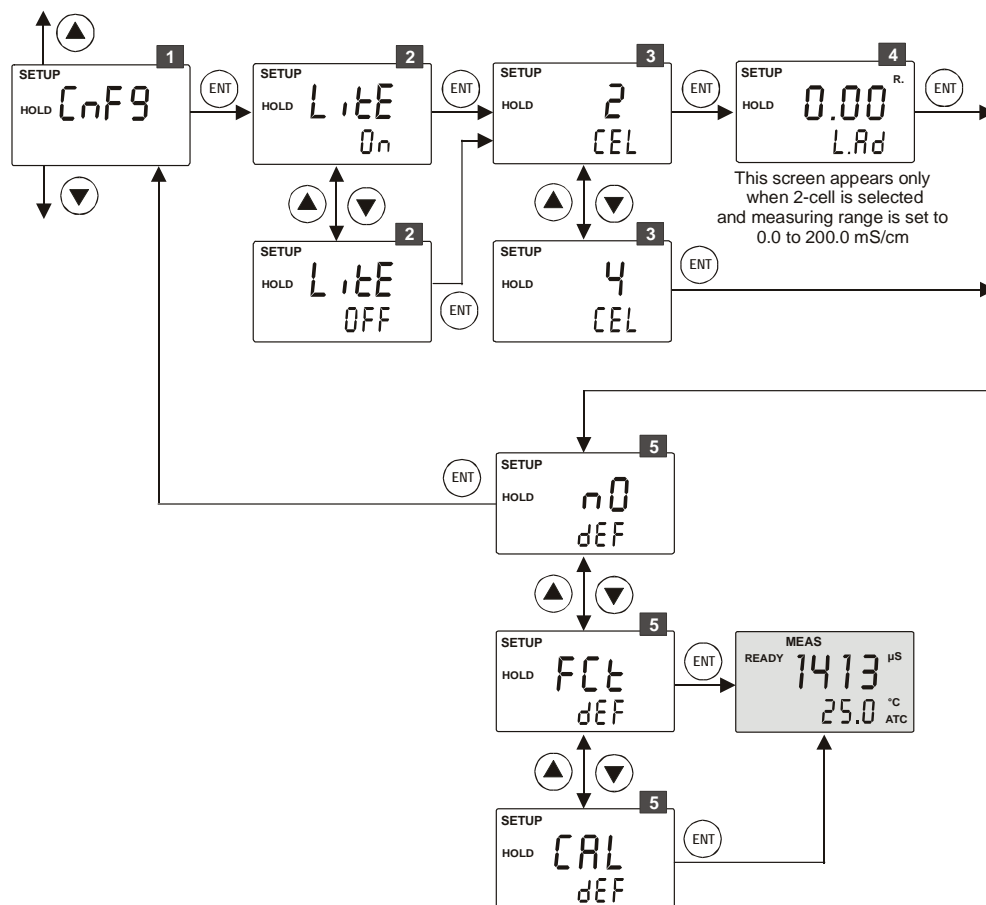 1
SETUP
HOLD CnF9
ENT
2
SETUP
HOLD LitE
On
ENT
3
SETUP
HOLD 2
CEL
ENT
4
SETUP R.
HOLD 0.00
L.Ad
ENT
This screen appears only
when 2-cell is selected
and measuring range is set to
0.0 to 200.0 mS/cm
2
SETUP
HOLD LitE
OFF
ENT
3
SETUP
HOLD 4
CEL
ENT
5
SETUP
HOLD n0
dEF
ENT
5
SETUP
HOLD FCt
dEF
ENT
MEAS
READY 1413 µS
25.0 °C
ATC
5
SETUP
HOLD CAL
dEF
ENT